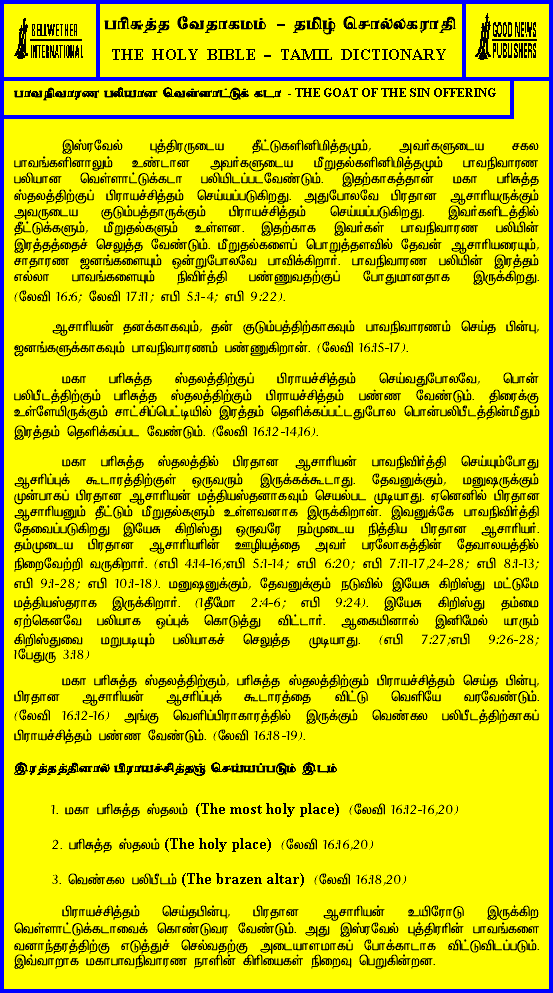 BELLWETHER
INTERNATIONAL
பரிசுத்த வேதாகமம் – தமிழ் சொல்லகராதி
THE HOLY BIBLE – TAMIL DICTIONARY
GOOD NEWS
PUBLISHERS
பாவநிவாரண பலியான வெள்ளாட்டுக் கடா - THE GOAT OF THE SIN OFFERING
இஸ்ரவேல் புத்திரருடைய தீட்டுகளினிமித்தமும், அவர்களுடைய சகல
பாவங்களினாலும் உண்டான அவர்களுடைய மீறுதல்களினிமித்தமும் பாவநிவாரண
பலியான வெள்ளாட்டுக்கடா பலியிடப்படவேண்டும். இதற்காகத்தான் மகா பரிசுத்த
ஸ்தலத்திற்குப் பிராயச்சித்தம் செய்யப்படுகிறது. அதுபோலவே பிரதான ஆசாரியருக்கும்
அவருடைய குடும்பத்தாருக்கும் பிராயச்சித்தம் செய்யப்படுகிறது. இவர்களிடத்தில்
தீட்டுக்களும், மீறுதல்களும் உள்ளன. இதற்காக இவர்கள் பாவநிவாரண பலியின்
இரத்தத்தைச் செலுத்த வேண்டும். மீறுதல்களைப் பொறுத்தளவில் தேவன் ஆசாரியரையும்,
சாதாரண ஜனங்களையும் ஒன்றுபோலவே பாவிக்கிறார். பாவநிவாரண பலியின் இரத்தம்
எல்லா பாவங்களையும் நிவிர்த்தி பண்ணுவதற்குப் போதுமானதாக இருக்கிறது.
(லேவி 16:6; லேவி 17:11; எபி 5:1-4; எபி 9:22).
ஆசாரியன் தனக்காகவும், தன் குடும்பத்திற்காகவும் பாவநிவாரணம் செய்த பின்பு,
ஜனங்களுக்காகவும் பாவநிவாரணம் பண்ணுகிறான். (லேவி 16:15-17).
மகா பரிசுத்த ஸ்தலத்திற்குப் பிராயச்சித்தம் செய்வதுபோலவே, பொன்
பலிபீடத்திற்கும் பரிசுத்த ஸ்தலத்திற்கும் பிராயச்சித்தம் பண்ண வேண்டும். திரைக்கு
உள்ளேயிருக்கும் சாட்சிப்பெட்டியில் இரத்தம் தெளிக்கப்பட்டதுபோல பொன்பலிபீடத்தின்மீதும்
இரத்தம் தெளிக்கப்பட வேண்டும். (லேவி 16:12-14,16).
மகா பரிசுத்த ஸ்தலத்தில் பிரதான ஆசாரியன் பாவநிவிர்த்தி செய்யும்போது
ஆசரிப்புக் கூடாரத்திற்குள் ஒருவரும் இருக்கக்கூடாது. தேவனுக்கும், மனுஷருக்கும்
முன்பாகப் பிரதான ஆசாரியன் மத்தியஸ்தனாகவும் செயல்பட முடியாது. ஏனெனில் பிரதான
ஆசாரியனும் தீட்டும் மீறுதல்களும் உள்ளவனாக இருக்கிறான். இவனுக்கே பாவநிவிர்த்தி
தேவைப்படுகிறது இயேசு கிறிஸ்து ஒருவரே நம்முடைய நித்திய பிரதான ஆசாரியர்.
தம்முடைய பிரதான ஆசாரியரின் ஊழியத்தை அவர் பரலோகத்தின் தேவாலயத்தில்
நிறைவேற்றி வருகிறார். (எபி 4:14-16;எபி 5:1-14; எபி 6:20; எபி 7:11-17,24-28; எபி 8:1-13;
எபி 9:1-28; எபி 10:1-18). மனுஷனுக்கும், தேவனுக்கும் நடுவில் இயேசு கிறிஸ்து மட்டுமே
மத்தியஸ்தராக இருக்கிறார். (1தீமோ 2:4-6; எபி 9:24). இயேசு கிறிஸ்து தம்மை
ஏற்கெனவே பலியாக ஒப்புக் கொடுத்து விட்டார். ஆகையினால் இனிமேல் யாரும்
கிறிஸ்துவை மறுபடியும் பலியாகச் செலுத்த முடியாது. (எபி 7:27;எபி 9:26-28;
1பேதுரு 3:18)
மகா பரிசுத்த ஸ்தலத்திற்கும், பரிசுத்த ஸ்தலத்திற்கும் பிராயச்சித்தம் செய்த பின்பு,
பிரதான ஆசாரியன் ஆசரிப்புக் கூடாரத்தை விட்டு வெளியே வரவேண்டும்.
(லேவி 16:12-16) அங்கு வெளிப்பிராகாரத்தில் இருக்கும் வெண்கல பலிபீடத்திற்காகப்
பிராயச்சித்தம் பண்ண வேண்டும். (லேவி 16:18-19).
இரத்தத்தினால் பிராயச்சித்தஞ் செய்யப்படும் இடம்
1. மகா பரிசுத்த ஸ்தலம் (The most holy place) (லேவி 16:12-16,20)
2. பரிசுத்த ஸ்தலம் (The holy place) (லேவி 16:16,20)
3. வெண்கல பலிபீடம் (The brazen altar) (லேவி 16:18,20)
பிராயச்சித்தம் செய்தபின்பு, பிரதான ஆசாரியன் உயிரோடு இருக்கிற
வெள்ளாட்டுக்கடாவைக் கொண்டுவர வேண்டும். அது இஸ்ரவேல் புத்திரரின் பாவங்களை
வனாந்தரத்திற்கு எடுத்துச் செல்வதற்கு அடையாளமாகப் போக்காடாக விட்டுவிடப்படும்.
இவ்வாறாக மகாபாவநிவாரண நாளின் கிரியைகள் நிறைவு பெறுகின்றன.